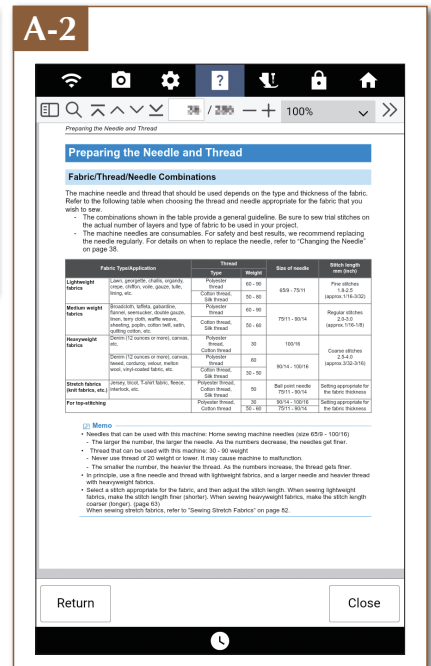 A-2
?
/
100%
Preparing the Needle and Thread
Preparing the Needle and Thread
Fabric/Thread/Needle Combinations
The machine needle and thread that should be used depends on the type and thickness of the fabric.
Refer to the following table when choosing the thread and needle appropriate for the fabric that you
wish to sew.
- The combinations shown in the table provide a general guideline. Be sure to sew trial stitches on
the actual number of layers and type of fabric to be used in your project.
- The machine needles are consumables. For safety and best results, we recommend replacing
the needle regularly. For details on when to replace the needle, refer to "Changing the Needle"
on page 38.
Fabric Type/Application Thread Size of needle Stitch length
mm (inch)
Type Weight
Lightweight
fabrics
Lawn, georgette, challis, organdy,
crepe, chiffon, voile, gauze, tulle,
lining, etc.
Polyester
thread
60 - 90
Cotton thread,
Silk thread
50 - 80
65/9 - 75/11
Fine stitches
1.8-2.5
(approx.1/16-3/32)
Medium weight
fabrics
Broadcloth, taffeta, gabardine,
flannel, seersucker, double gauze,
linen, terry cloth, waffle weave,
sheeting, poplin, cotton twill, satin,
quilting cotton, etc.
Polyester
thread
60 - 90
Cotton thread,
Silk thread
50 - 60
75/11 - 90/14
Regular stitches
2.0-3.0
(approx.1/16-1/8)
Heavyweight
fabrics
Denim (12 ounces or more), canvas,
etc.
Polyester
thread,
Cotton thread
30
100/16
Coarse stitches
2.5-4.0
(approx.3/32-3/16)
Denim (12 ounces or more), canvas,
tweed, corduroy, velour, melton
wool, vinyl-coated fabric, etc.
Polyester
thread
60
Cotton thread,
Silk thread
30 - 50
90/14 - 100/16
Stretch fabrics
(knit fabrics, etc.)
Jersey, tricot, T-shirt fabric, fleece,
interlock, etc.
Polyester thread,
Cotton thread,
Silk thread
50
Ball point needle
75/11 - 90/14
Setting appropriate for
the fabric thickness
For top-stitching
Polyester thread,
Cotton thread
30
50 - 60
90/14 - 100/16
75/11 - 90/14
Setting appropriate for
the fabric thickness
Memo
• Needles that can be used with this machine: Home sewing machine needles (size 65/9 - 100/16)
- The larger the number, the larger the needle. As the numbers decrease, the needles get finer.
• Thread that can be used with this machine: 30 - 90 weight
- Never use thread of 20 weight or lower. It may cause machine to malfunction.
- The smaller the number, the heavier the thread. As the numbers increase, the thread gets finer.
• In principle, use a fine needle and thread with lightweight fabrics, and a larger needle and heavier thread
with heavyweight fabrics.
• Select a stitch appropriate for the fabric, and then adjust the stitch length. When sewing lightweight
fabrics, make the stitch length finer (shorter). When sewing heavyweight fabrics, make the stitch length
coarser (longer). (page 63)
When sewing stretch fabrics, refer to "Sewing Stretch Fabrics" on page 82.
Return
Close